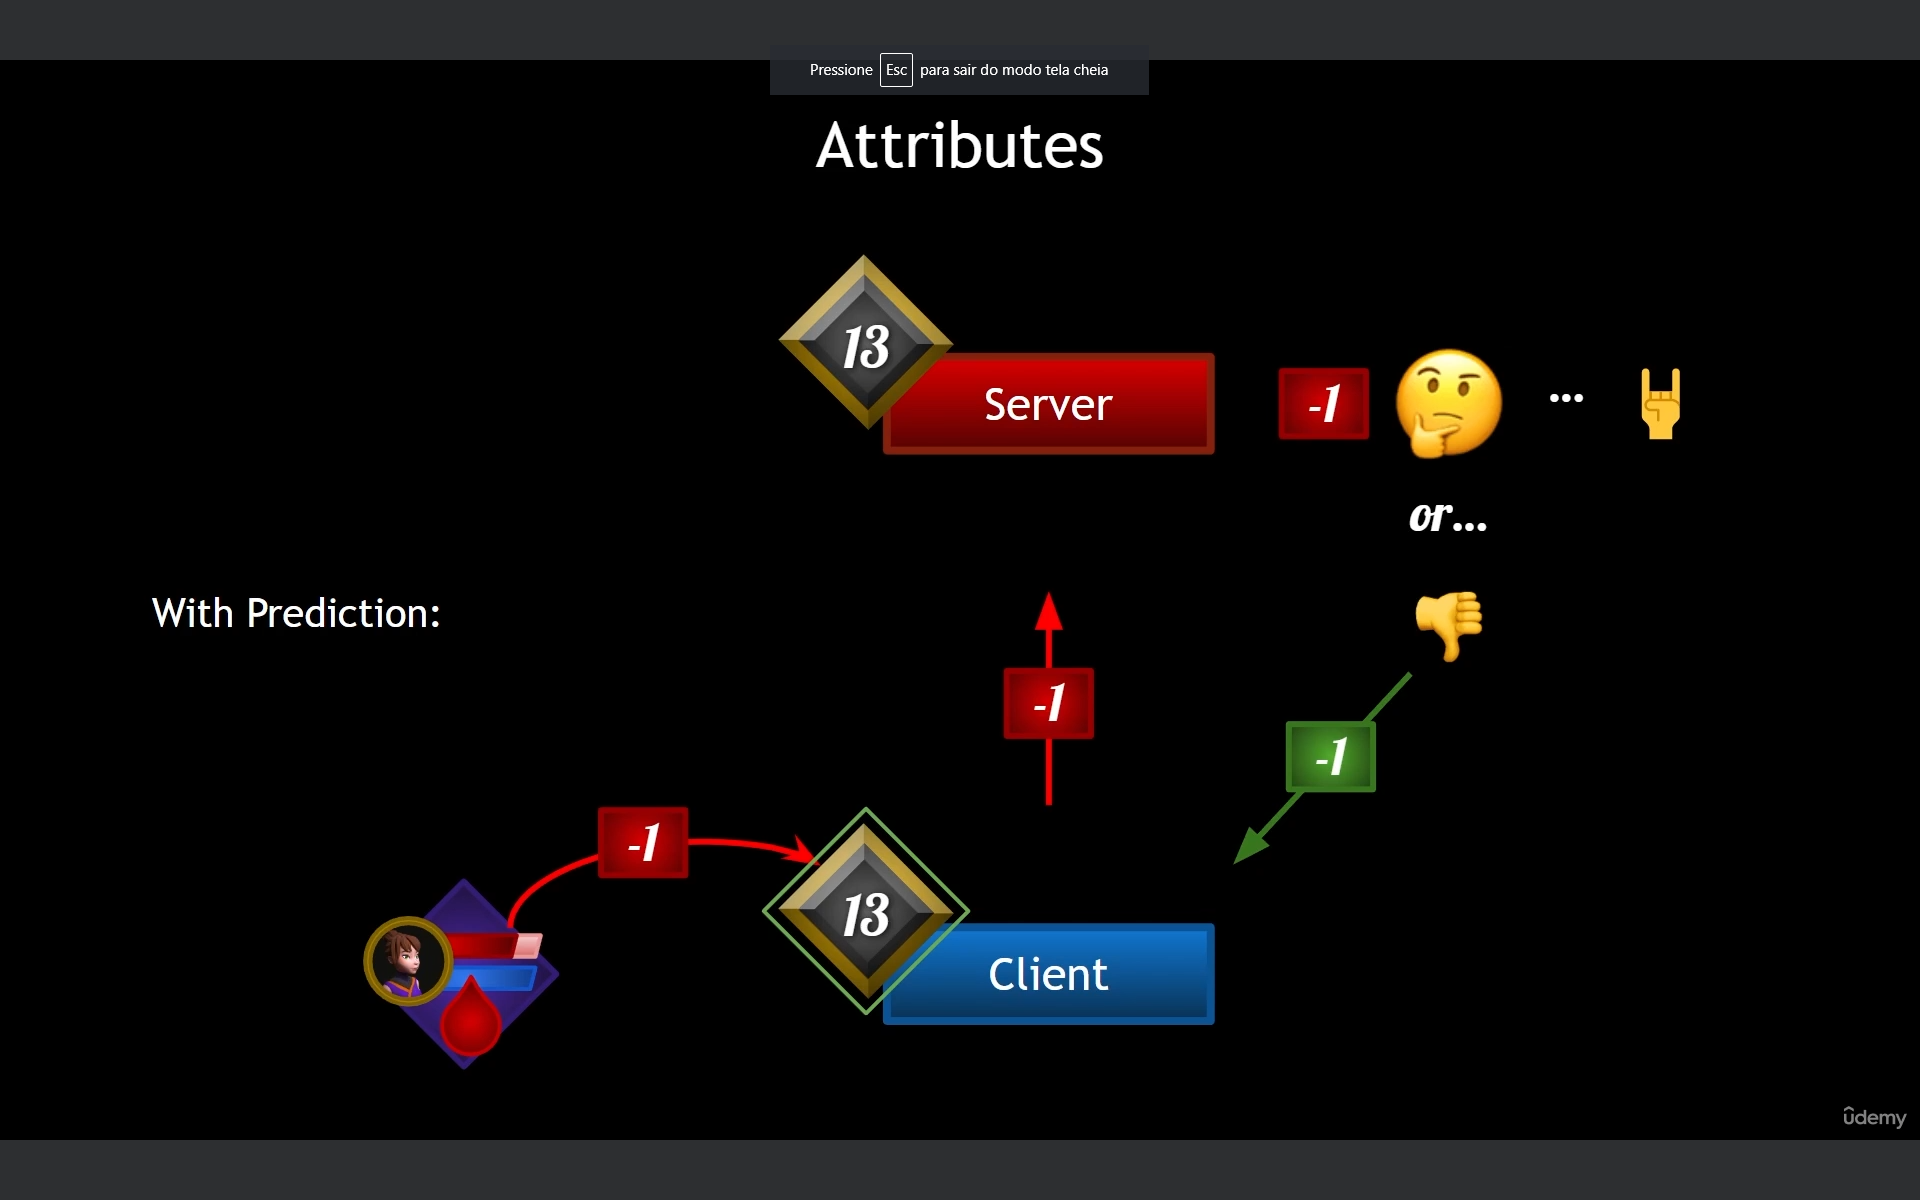 Pressione Esc para sair do modo tela cheia
Attributes
13
Server
-1
...
or...
With Prediction:
-1
-1
-1
13
Client
ûdemy